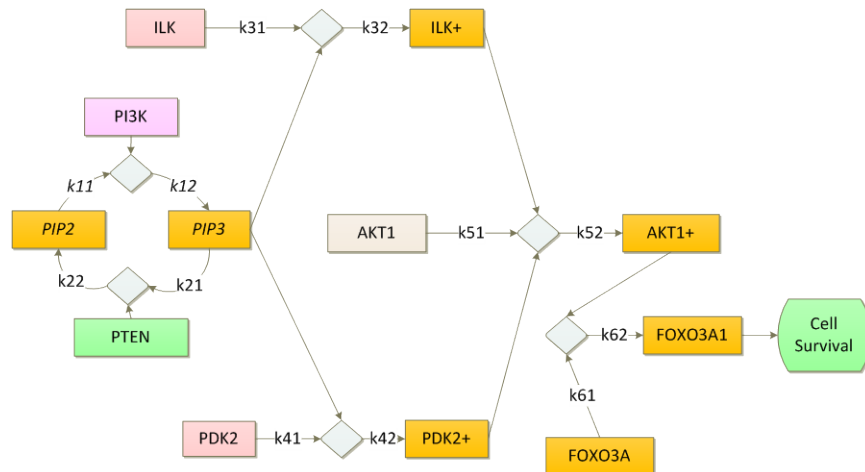 ILK
k31
k32
ILK+
PI3K
k11
k12
PIP2
PIP3
k22
k21
PTEN
AKT1
k51
k52
AKT1+
k62
FOXO3A1
Cell
Survival
k61
PDK2
k41
k42
PDK2+
FOXO3A